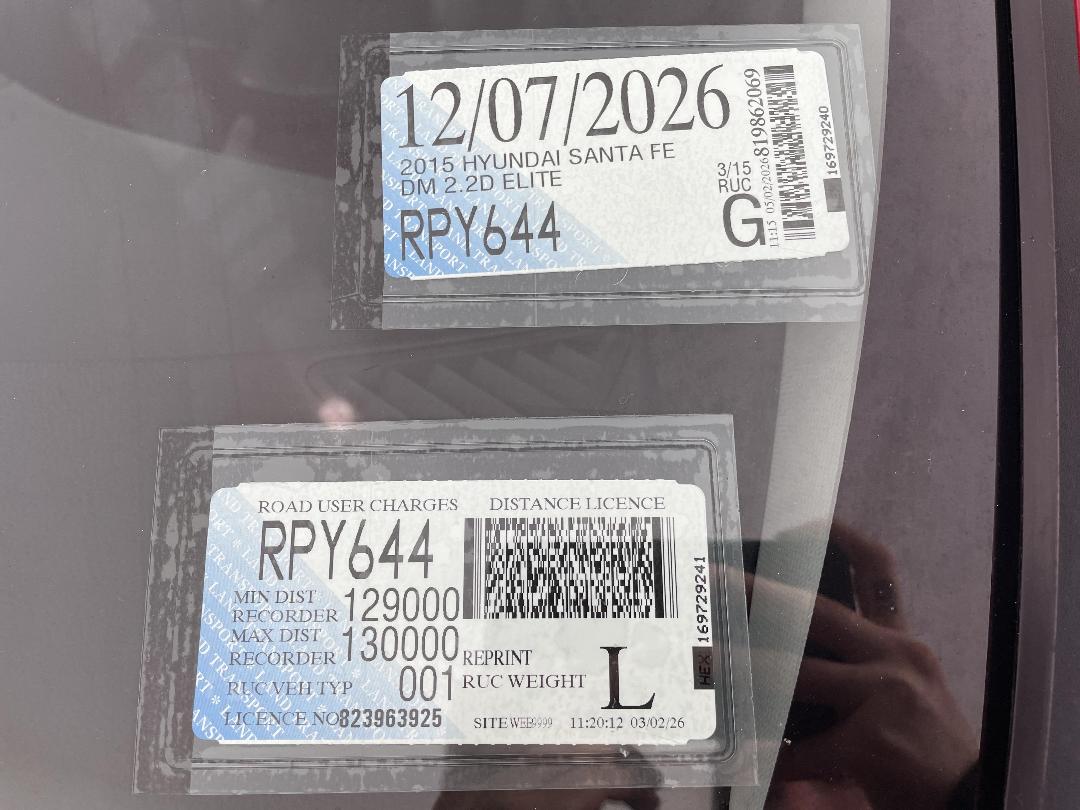 12/07/2026
2015 HYUNDAI SANTA FE
DM 2.2D ELITE
RPY644
3/15
RUC
G
11:15 05/02/2026 819862069
169729240
ROAD USER CHARGES DISTANCE LICENCE
RPY644
MIN DIST
RECORDER 129000
MAX DIST
RECORDER 130000
REPRINT
RUC VEH TYP 001
RUC WEIGHT L
LICENCE NO 823963925
SITE WEB9999 11:20:12 03/02/26
HEX 169729241